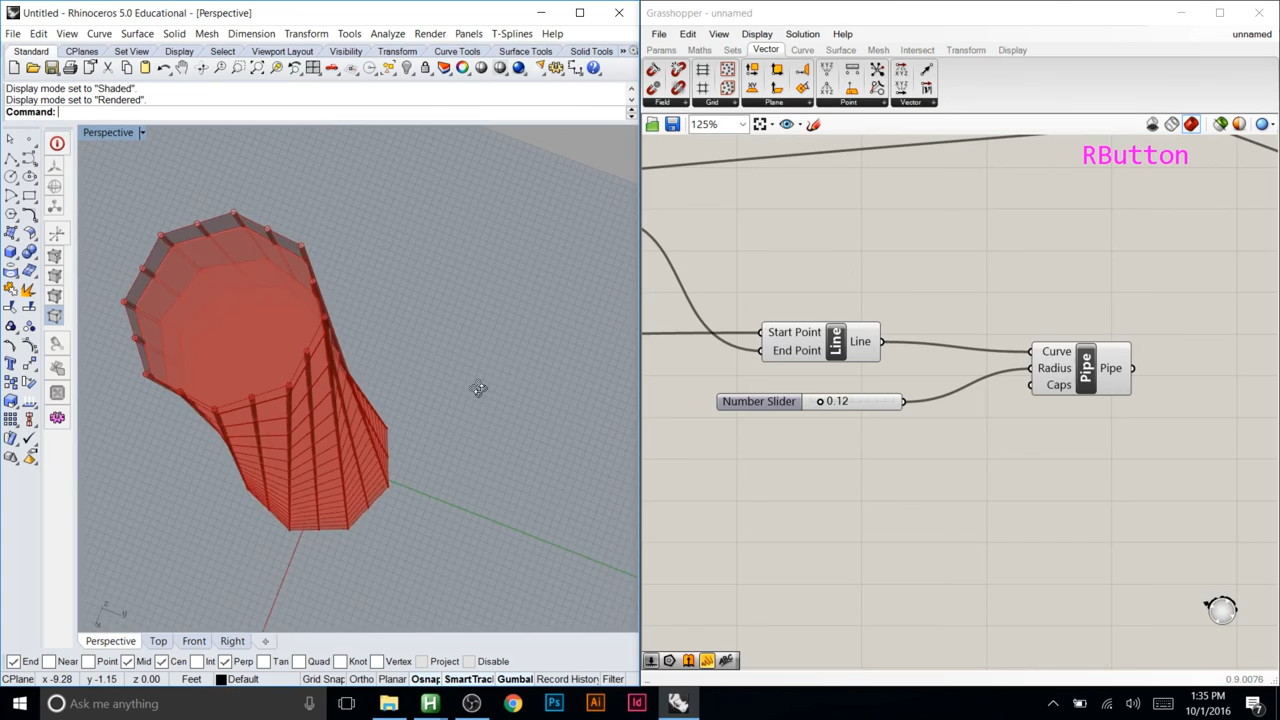 Untitled - Rhinoceros 5.0 Educational - [Perspective]
File Edit View Curve Surface Solid Mesh Dimension Transform Tools Analyze Render Panels T-Splines Help
Standard CPlanes Set View Display Select Viewport Layout Visibility Transform Curve Tools Surface Tools Solid Tools
Display mode set to "Shaded".
Display mode set to "Rendered".
Command:
Perspective
Perspective Top Front Right
End Near Point Mid Cen Int Perp Tan Quad Knot Vertex Project Disable
CPlane x -9.28 y -1.15 z 0.00 Feet Default Grid Snap Ortho Planar Osnap SmartTrac Gumbal Record History Filter
Grasshopper - unnamed
File Edit View Display Solution Help unnamed
Params Maths Sets Vector Curve Surface Mesh Intersect Transform Display
Field Grid Plane Point Vector
125%
RButton
Start Point
End Point
Line
Line
Number Slider 0.12
Curve
Radius
Caps
Pipe
Pipe
0.9.0076
Ask me anything
Ps Ai Id
1:35 PM
10/1/2016
7